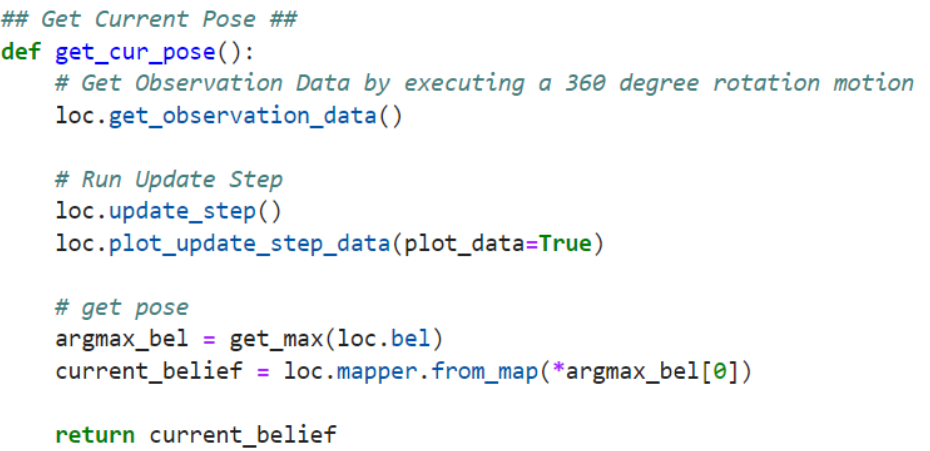 ## Get Current Pose ##
def get_cur_pose():
    # Get Observation Data by executing a 360 degree rotation motion
    loc.get_observation_data()

    # Run Update Step
    loc.update_step()
    loc.plot_update_step_data(plot_data=True)

    # get pose
    argmax_bel = get_max(loc.bel)
    current_belief = loc.mapper.from_map(*argmax_bel[0])

    return current_belief